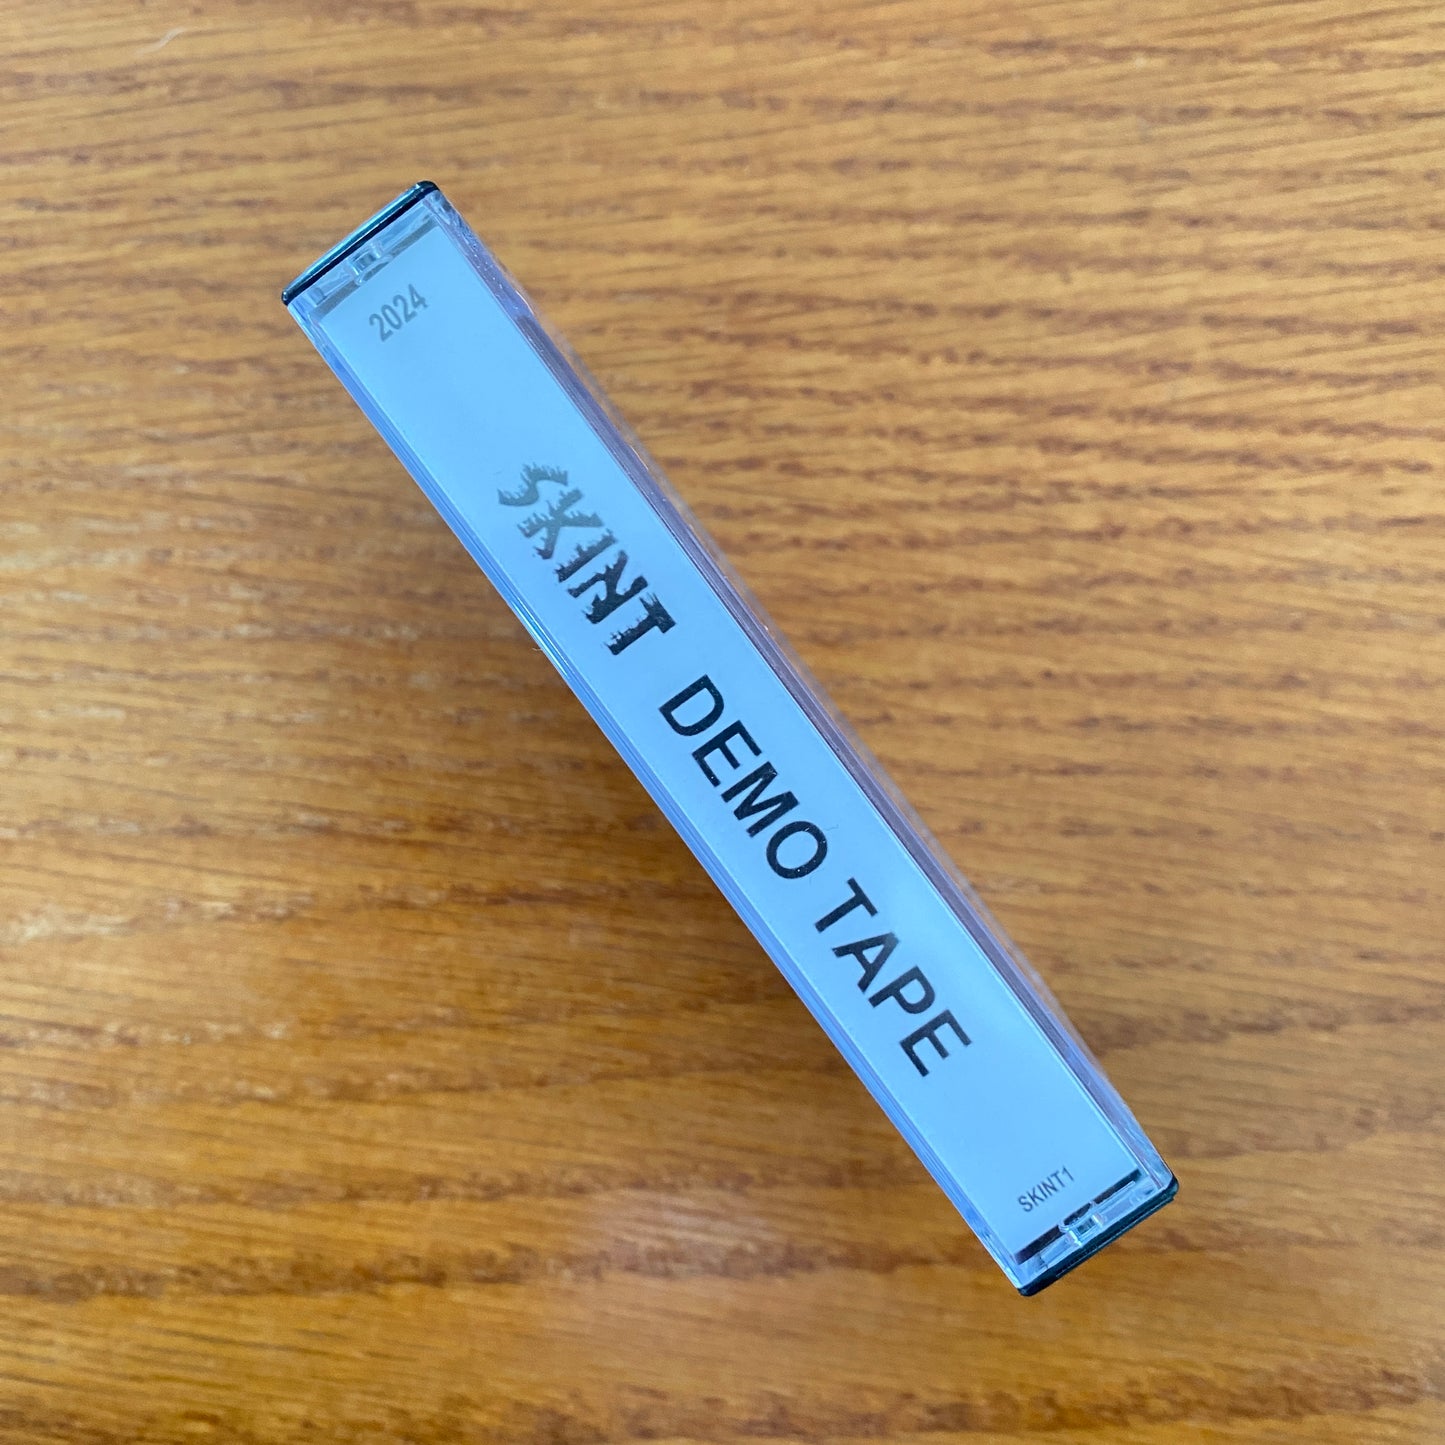 2024
SKINT DEMO TAPE
SKINT1